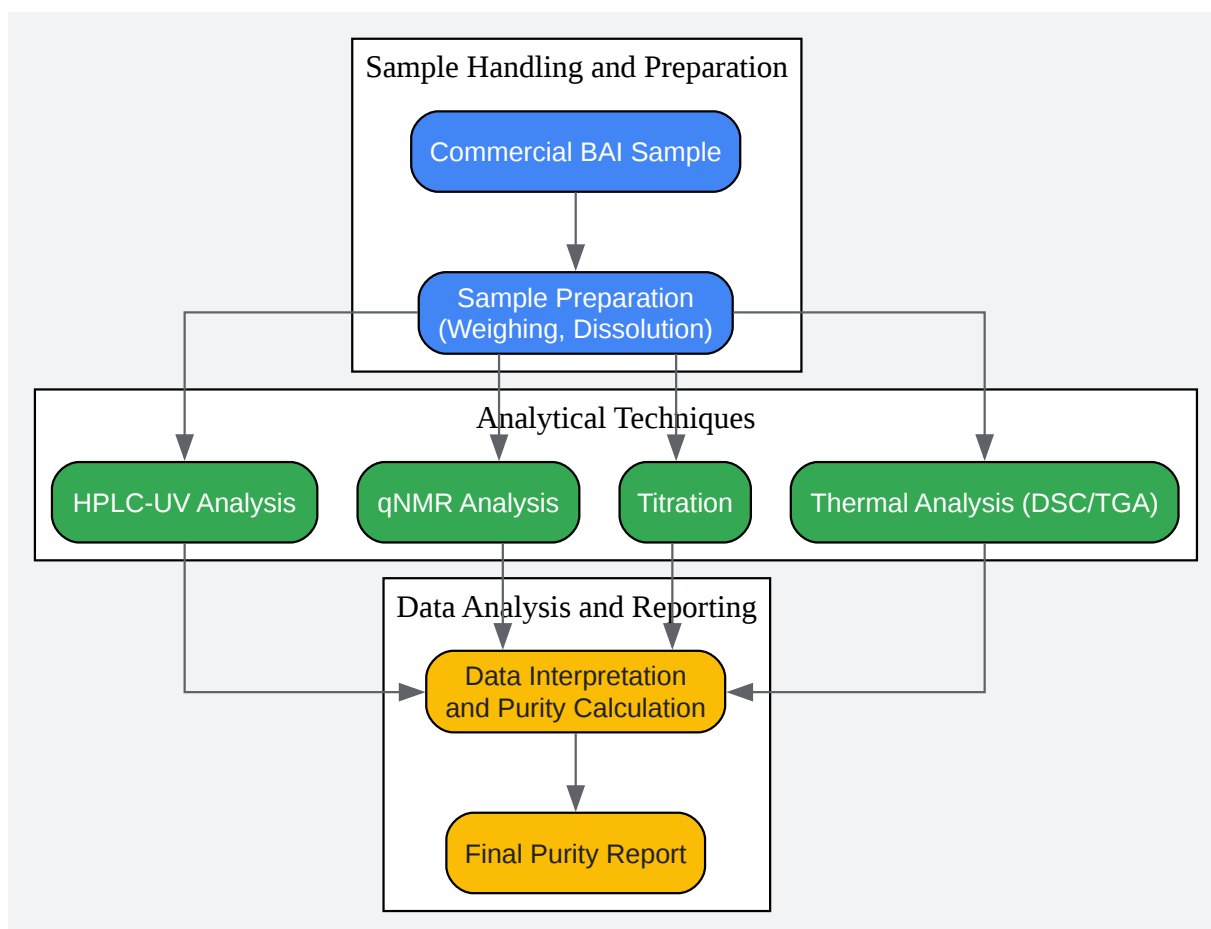 Sample Handling and Preparation
Commercial BAI Sample
Sample Preparation
(Weighing, Dissolution)
Analytical Techniques
HPLC-UV Analysis
qNMR Analysis
Titration
Thermal Analysis (DSC/TGA)
Data Analysis and Reporting
Data Interpretation
and Purity Calculation
Final Purity Report